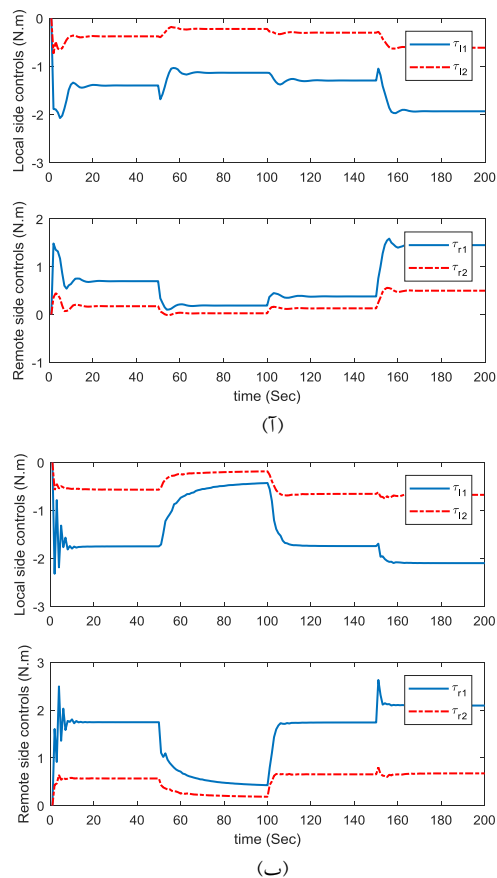 Local side controls (N.m)
0
-1
-2
-3
0 20 40 60 80 100 120 140 160 180 200
τl1
τl2
Remote side controls (N.m)
2
1
0
-1
0 20 40 60 80 100 120 140 160 180 200
τr1
τr2
time (Sec)
(آ)
Local side controls (N.m)
0
-1
-2
-3
0 20 40 60 80 100 120 140 160 180 200
τl1
τl2
Remote side controls (N.m)
3
2
1
0
0 20 40 60 80 100 120 140 160 180 200
τr1
τr2
time (Sec)
(ب)